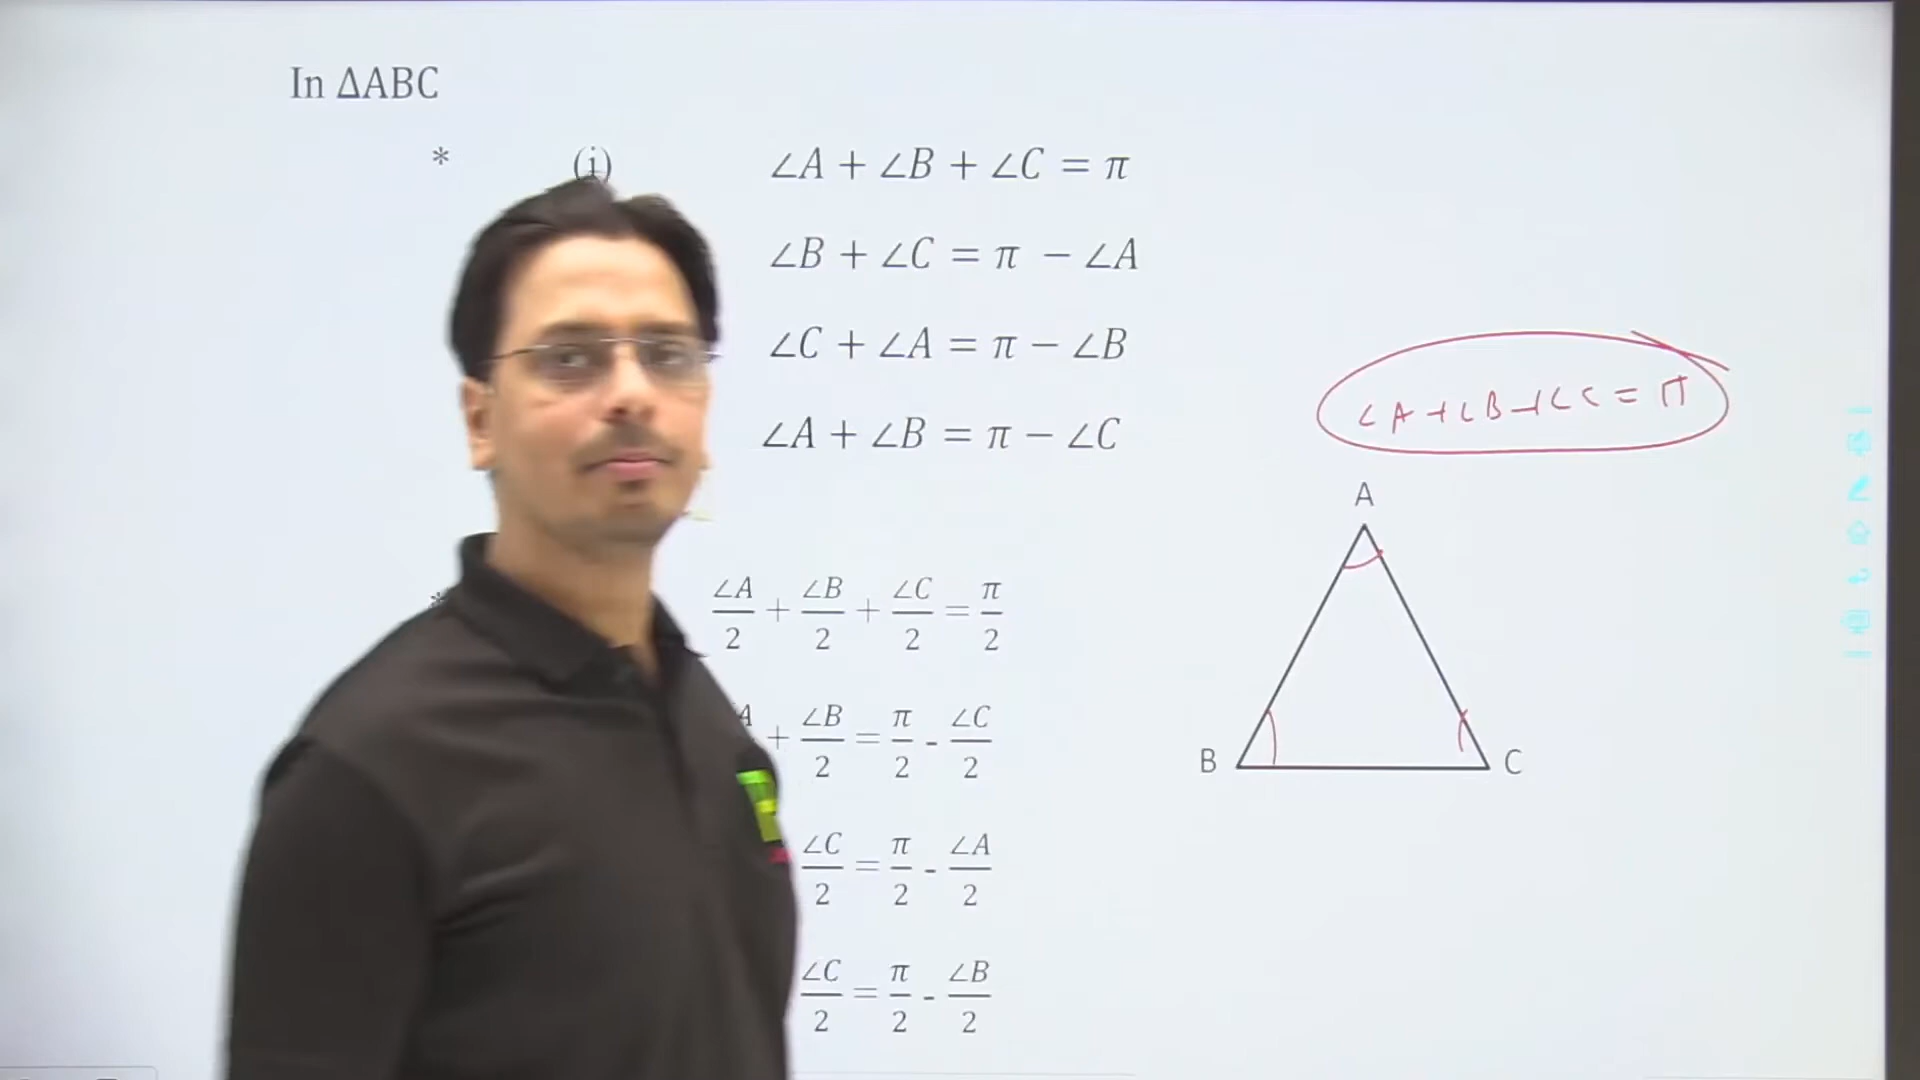 In ΔABC
* (i) ∠A + ∠B + ∠C = π
∠B + ∠C = π − ∠A
∠C + ∠A = π − ∠B
∠A + ∠B = π − ∠C
∠A + ∠B + ∠C = π
A
B
C
* ∠A/2 + ∠B/2 + ∠C/2 = π/2
A + ∠B/2 = π/2 - ∠C/2
∠C/2 = π/2 - ∠A/2
∠C/2 = π/2 - ∠B/2